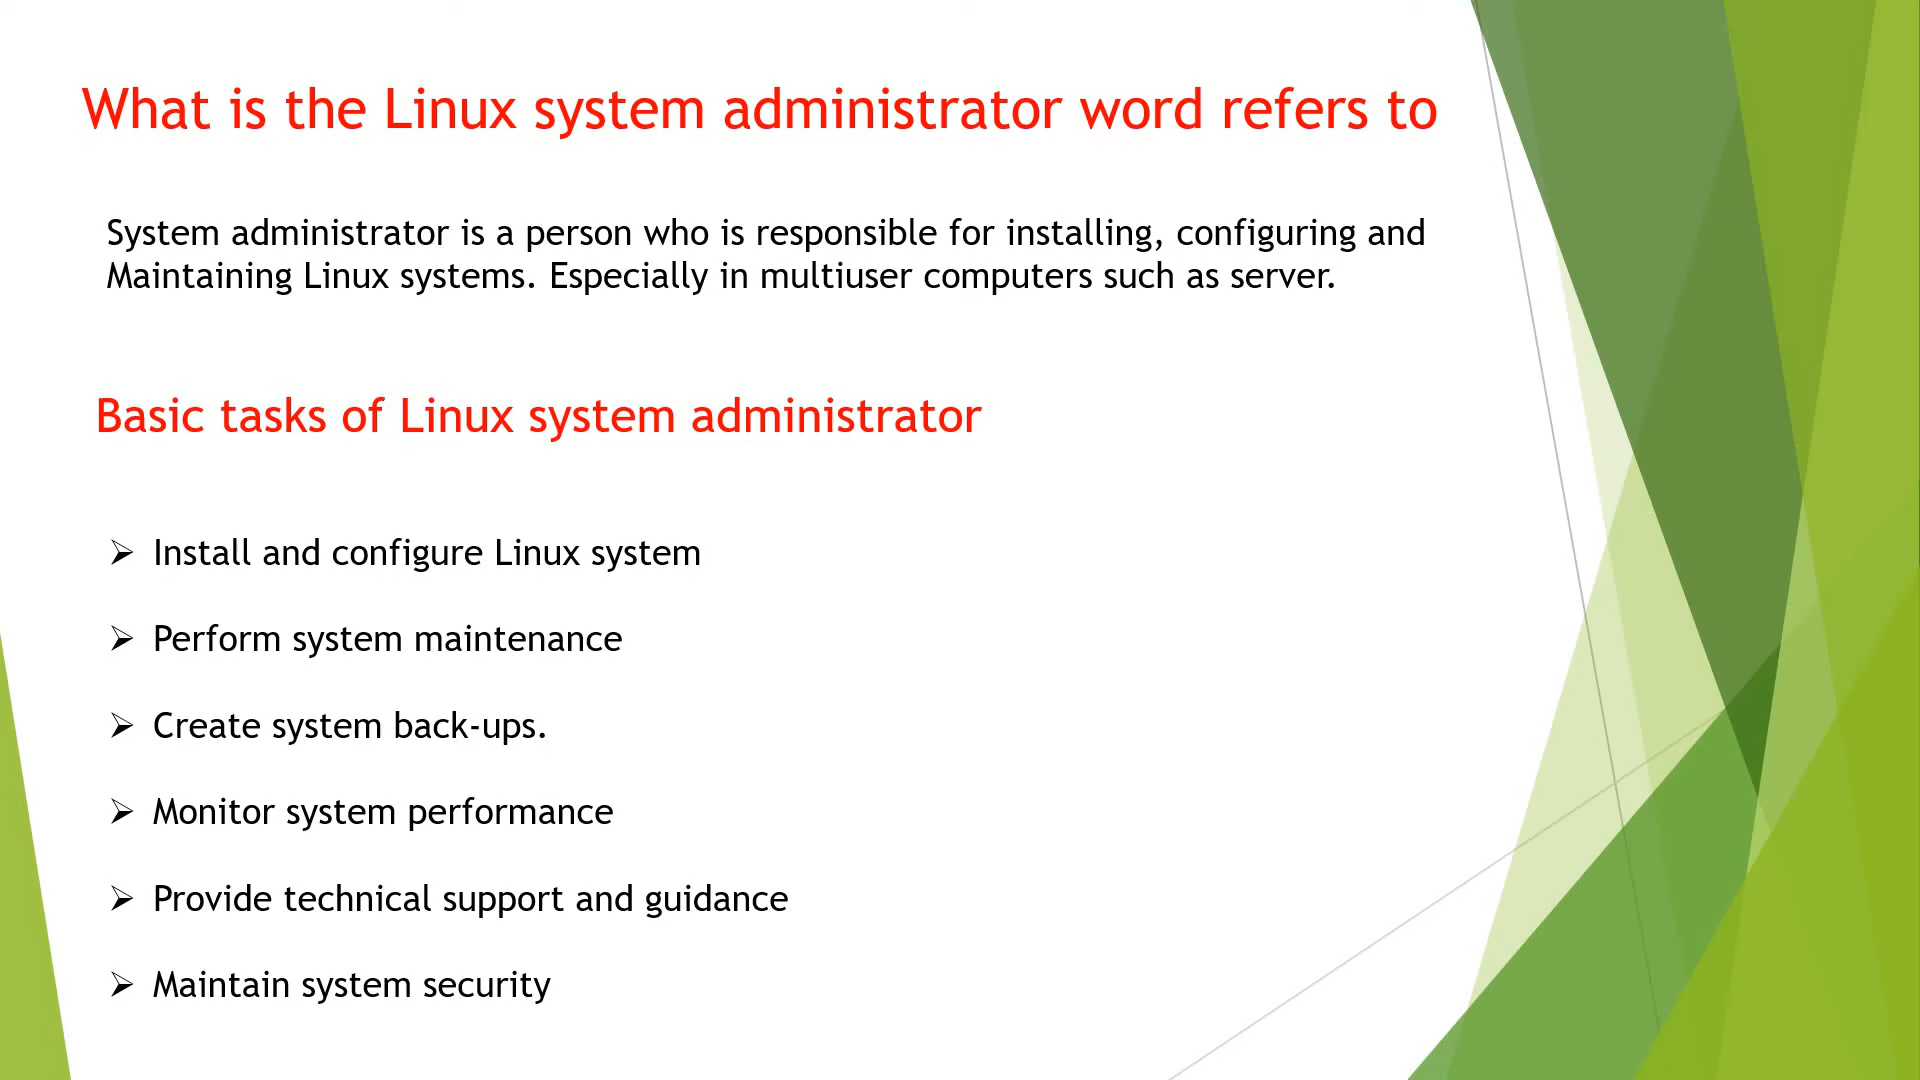 What is the Linux system administrator word refers to
System administrator is a person who is responsible for installing, configuring and
Maintaining Linux systems. Especially in multiuser computers such as server.
Basic tasks of Linux system administrator
➢ Install and configure Linux system
➢ Perform system maintenance
➢ Create system back-ups.
➢ Monitor system performance
➢ Provide technical support and guidance
➢ Maintain system security